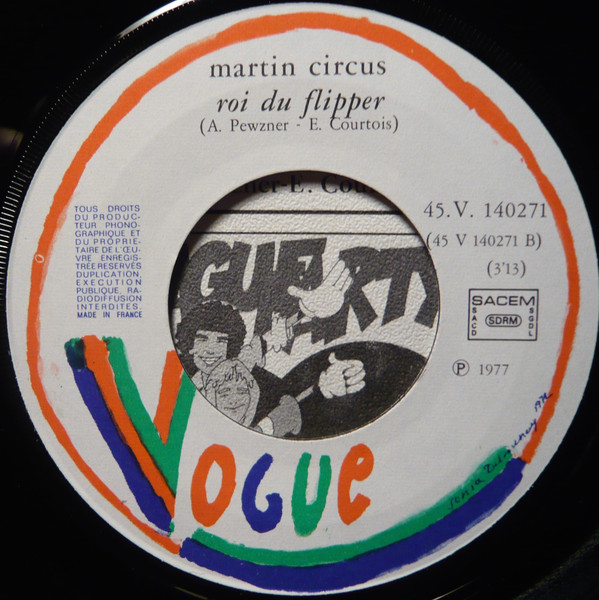 martin circus
roi du flipper
(A. Pewzner - E. Courtois)
TOUS DROITS
DU PRODUC-
TEUR PHONO-
GRAPHIQUE ET
DU PROPRIE-
TAIRE DE L'ŒU-
VRE ENREGIS-
TREE RESERVÉS
DUPLICATION,
EXECUTION
PUBLIQUE, RA-
DIODIFFUSION
INTERDITES.
MADE IN FRANCE
45.V. 140271
(45 V 140271 B)
(3'13)
SACEM
SACD
SDRM
SGDL
℗ 1977
VOGUE